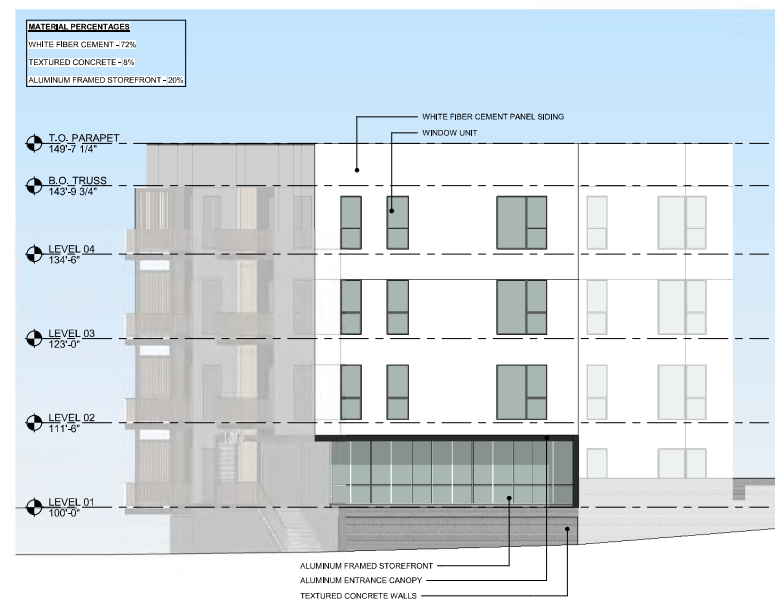 MATERIAL PERCENTAGES
WHITE FIBER CEMENT - 72%
TEXTURED CONCRETE - 8%
ALUMINUM FRAMED STOREFRONT - 20%
WHITE FIBER CEMENT PANEL SIDING
WINDOW UNIT
T.O. PARAPET
149'-7 1/4"
B.O. TRUSS
143'-9 3/4"
LEVEL 04
134'-6"
LEVEL 03
123'-0"
LEVEL 02
111'-6"
LEVEL 01
100'-0"
ALUMINUM FRAMED STOREFRONT
ALUMINUM ENTRANCE CANOPY
TEXTURED CONCRETE WALLS